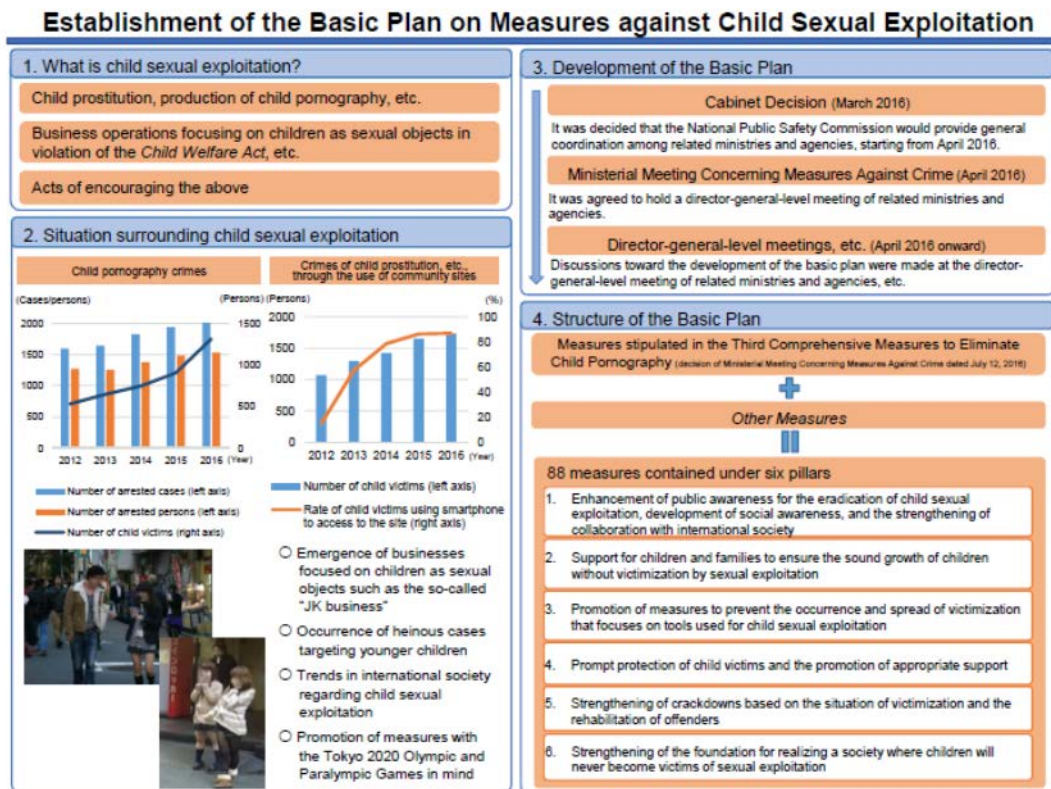 Establishment of the Basic Plan on Measures against Child Sexual Exploitation
1. What is child sexual exploitation?
Child prostitution, production of child pornography, etc.
Business operations focusing on children as sexual objects in
violation of the Child Welfare Act, etc.
Acts of encouraging the above
2. Situation surrounding child sexual exploitation
Child pornography crimes
(Cases/persons)
(Persons)
2000
1500
1000
500
0
1500
1000
500
0
2012 2013 2014 2015 2016 (Year)
Number of arrested cases (left axis)
Number of arrested persons (left axis)
Number of child victims (right axis)
Crimes of child prostitution, etc.,
through the use of community sites
(Persons)
(%)
2000
1500
1000
500
0
100
80
60
40
20
0
2012 2013 2014 2015 2016 (Year)
Number of child victims (left axis)
Rate of child victims using smartphone
to access to the site (right axis)
○ Emergence of businesses
focused on children as sexual
objects such as the so-called
"JK business"
○ Occurrence of heinous cases
targeting younger children
○ Trends in international society
regarding child sexual
exploitation
○ Promotion of measures with
the Tokyo 2020 Olympic and
Paralympic Games in mind
3. Development of the Basic Plan
Cabinet Decision (March 2016)
It was decided that the National Public Safety Commission would provide general
coordination among related ministries and agencies, starting from April 2016.
Ministerial Meeting Concerning Measures Against Crime (April 2016)
It was agreed to hold a director-general-level meeting of related ministries and
agencies.
Director-general-level meetings, etc. (April 2016 onward)
Discussions toward the development of the basic plan were made at the director-
general-level meeting of related ministries and agencies, etc.
4. Structure of the Basic Plan
Measures stipulated in the Third Comprehensive Measures to Eliminate
Child Pornography (decision of Ministerial Meeting Concerning Measures Against Crime dated July 12, 2016)
Other Measures
88 measures contained under six pillars
1. Enhancement of public awareness for the eradication of child sexual
exploitation, development of social awareness, and the strengthening of
collaboration with international society
2. Support for children and families to ensure the sound growth of children
without victimization by sexual exploitation
3. Promotion of measures to prevent the occurrence and spread of victimization
that focuses on tools used for child sexual exploitation
4. Prompt protection of child victims and the promotion of appropriate support
5. Strengthening of crackdowns based on the situation of victimization and the
rehabilitation of offenders
6. Strengthening of the foundation for realizing a society where children will
never become victims of sexual exploitation